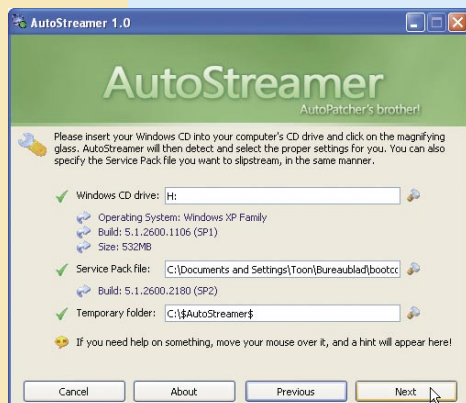 AutoStreamer 1.0
AutoStreamer
AutoPatcher's brother!
Please insert your Windows CD into your computer's CD drive and click on the magnifying
glass. AutoStreamer will then detect and select the proper settings for you. You can also
specify the Service Pack file you want to slipstream, in the same manner.
Windows CD drive: H:
Operating System: Windows XP Family
Build: 5.1.2600.1106 (SP1)
Size: 532MB
Service Pack file: C:\Documents and Settings\Toon\Bureaublad\bootcc
Build: 5.1.2600.2180 (SP2)
Temporary folder: C:\$AutoStreamer$
If you need help on something, move your mouse over it, and a hint will appear here!
Cancel About Previous Next